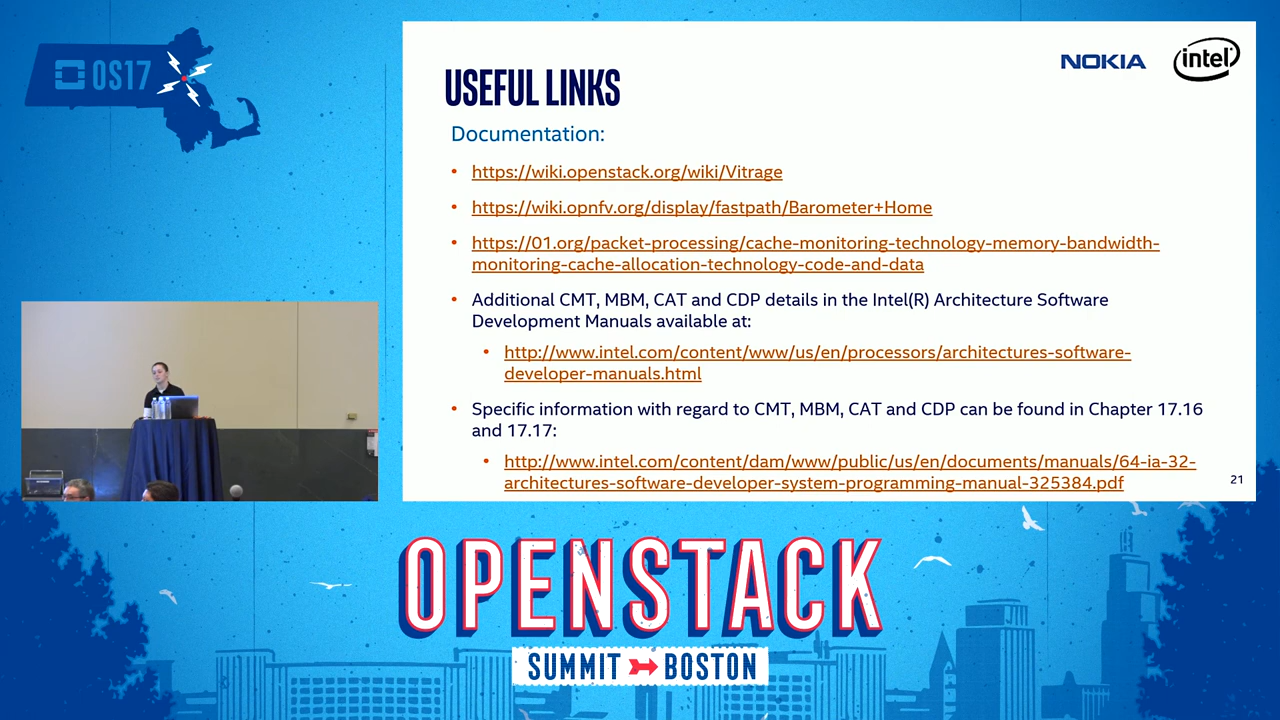 OS17
NOKIA
intel
USEFUL LINKS
Documentation:
• https://wiki.openstack.org/wiki/Vitrage
• https://wiki.opnfv.org/display/fastpath/Barometer+Home
• https://01.org/packet-processing/cache-monitoring-technology-memory-bandwidth-
monitoring-cache-allocation-technology-code-and-data
• Additional CMT, MBM, CAT and CDP details in the Intel(R) Architecture Software
Development Manuals available at:
• http://www.intel.com/content/www/us/en/processors/architectures-software-
developer-manuals.html
• Specific information with regard to CMT, MBM, CAT and CDP can be found in Chapter 17.16
and 17.17:
• http://www.intel.com/content/dam/www/public/us/en/documents/manuals/64-ia-32-
architectures-software-developer-system-programming-manual-325384.pdf
21
OPENSTACK
SUMMIT BOSTON